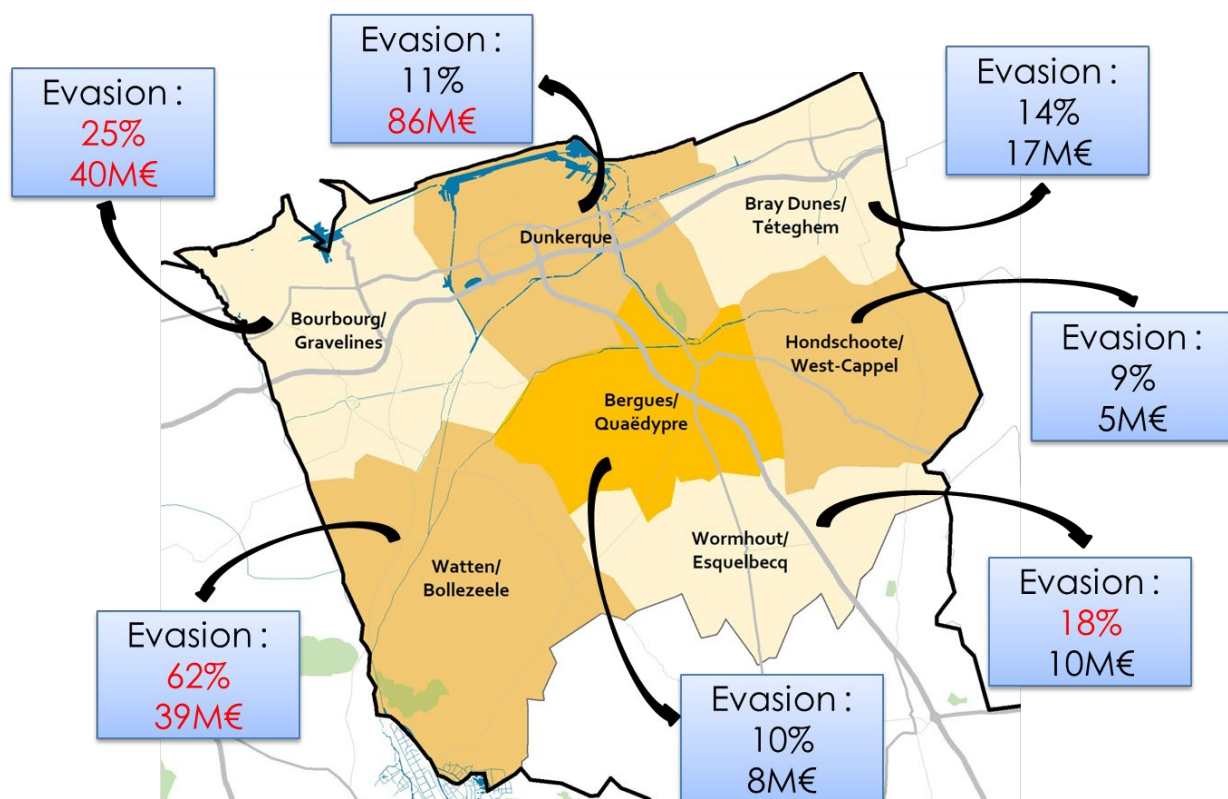 Evasion :
11%
86M€
Evasion :
14%
17M€
Evasion :
25%
40M€
Bray Dunes/
Téteghem
Dunkerque
Bourbourg/
Gravelines
Hondschoote/
West-Cappel
Evasion :
9%
5M€
Bergues/
Quaëdypre
Wormhout/
Esquelbecq
Watten/
Bollezeele
Evasion :
18%
10M€
Evasion :
62%
39M€
Evasion :
10%
8M€